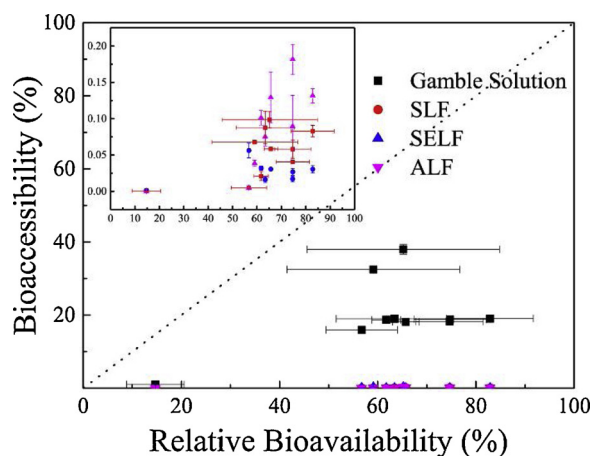 100
80
60
40
20
Bioaccessibility (%)
0.20
0.15
0.10
0.05
0.00
0 10 20 30 40 50 60 70 80 90 100
Gamble Solution
SLF
SELF
ALF
0 20 40 60 80 100
Relative Bioavailability (%)